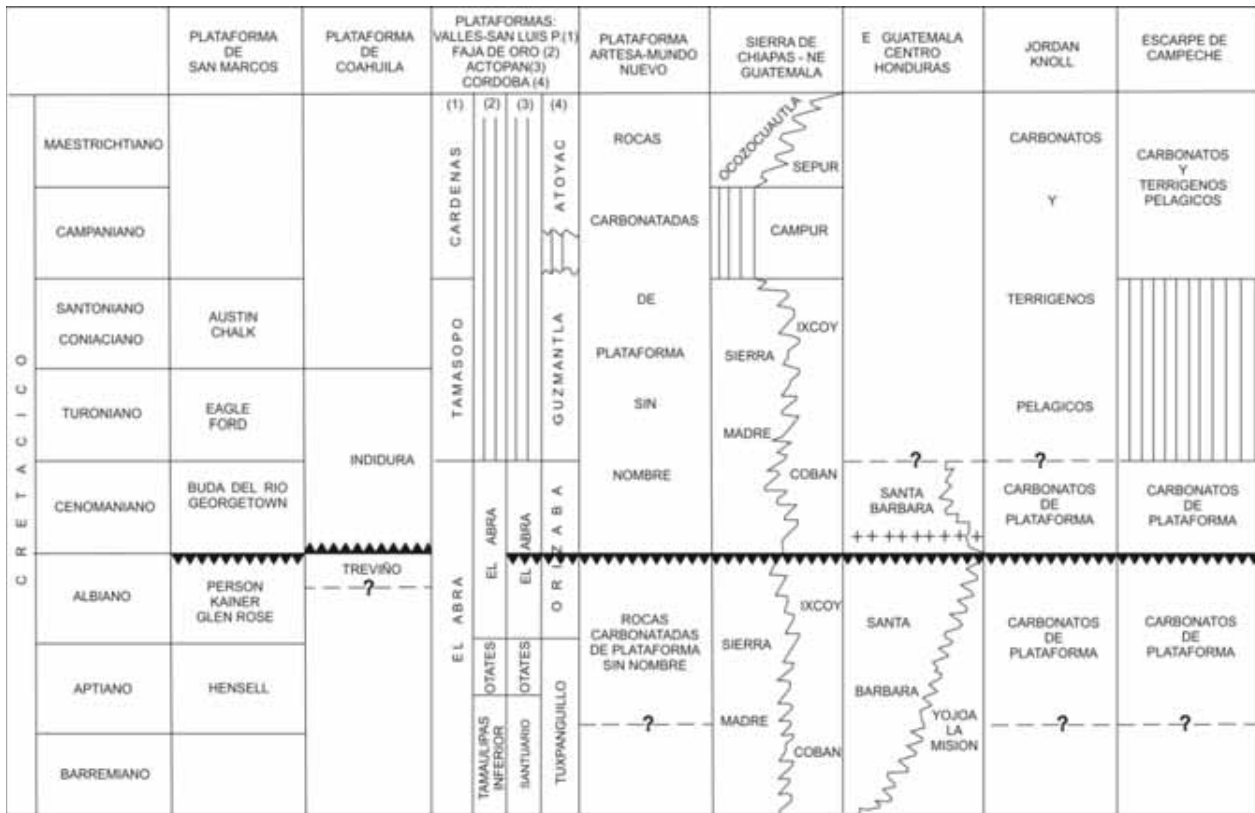 PLATAFORMA
DE
SAN MARCOS
PLATAFORMA
DE
COAHUILA
PLATAFORMAS:
VALLES-SAN LUIS P.(1)
FAJA DE ORO (2)
ACTOPAN(3)
CORDOBA (4)
PLATAFORMA
ARTESA-MUNDO
NUEVO
SIERRA DE
CHIAPAS - NE
GUATEMALA
E GUATEMALA
CENTRO
HONDURAS
JORDAN
KNOLL
ESCARPE DE
CAMPECHE
CRETACICO
MAESTRICHTIANO
CAMPANIANO
SANTONIANO
CONIACIANO
TURONIANO
CENOMANIANO
ALBIANO
APTIANO
BARREMIANO
AUSTIN
CHALK
EAGLE
FORD
BUDA DEL RIO
GEORGETOWN
PERSON
KAINER
GLEN ROSE
HENSELL
INDIDURA
TREVIÑO
?
(1)
(2)
(3)
(4)
CARDENAS
TAMASOPO
EL ABRA
EL ABRA
OTATES
TAMAULIPAS
INFERIOR
EL ABRA
OTATES
SANTUARIO
ATOYAC
GUZMANTLA
ORIZABA
TUXPANGUILLO
ROCAS
CARBONATADAS
DE
PLATAFORMA
SIN
NOMBRE
ROCAS
CARBONATADAS
DE PLATAFORMA
SIN NOMBRE
?
OCOZOCUAUTLA
SEPUR
CAMPUR
IXCOY
SIERRA
MADRE
COBAN
IXCOY
SIERRA
MADRE
COBAN
?
SANTA
BARBARA
SANTA
BARBARA
YOJOA
LA
MISION
CARBONATOS
Y
TERRIGENOS
PELAGICOS
?
CARBONATOS
DE
PLATAFORMA
CARBONATOS
DE
PLATAFORMA
?
CARBONATOS
Y
TERRIGENOS
PELAGICOS
CARBONATOS
DE
PLATAFORMA
CARBONATOS
DE
PLATAFORMA
?